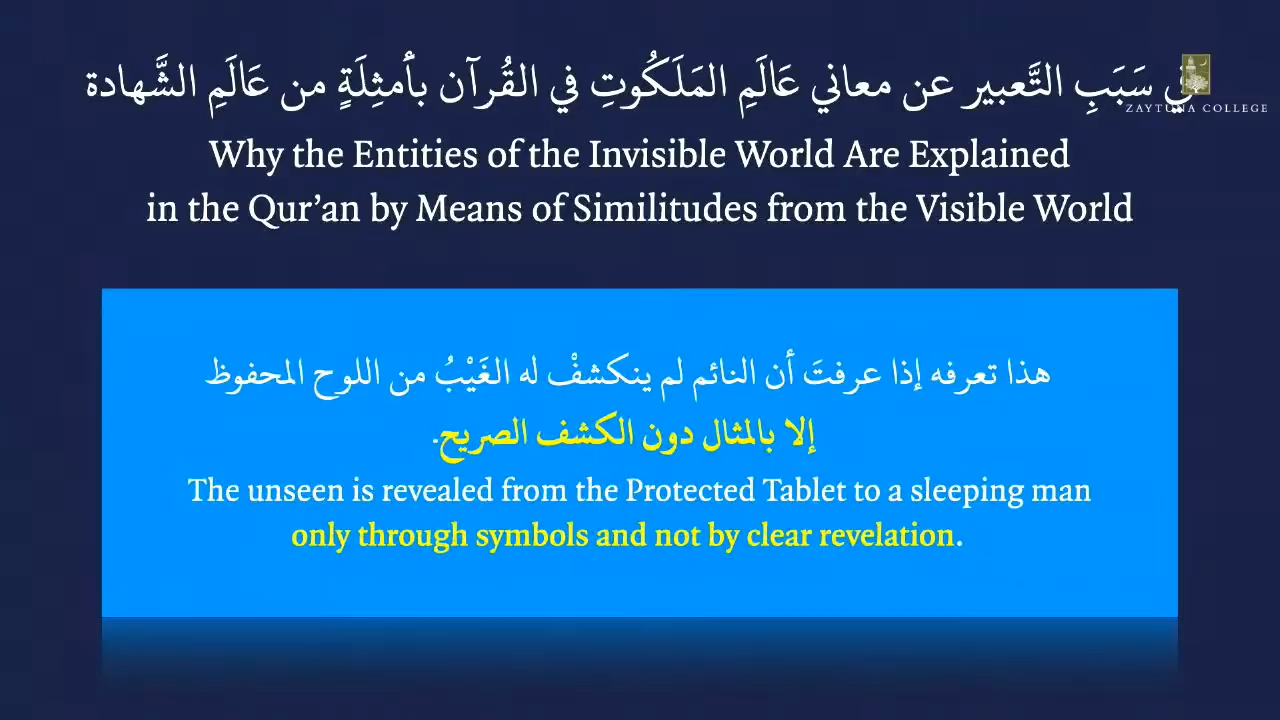 في سَبَبِ التَّعبير عن معاني عَالَمِ المَلَكُوتِ في القُرآن بأمثِلَةٍ من عَالَمِ الشَّهادة
ZAYTUNA COLLEGE
Why the Entities of the Invisible World Are Explained
in the Qur’an by Means of Similitudes from the Visible World
هذا تعرفه إذا عرفتَ أن النائم لم ينكشفْ له الغَيْبُ من اللوح المحفوظ
إلا بالمثال دون الكشف الصريح.
The unseen is revealed from the Protected Tablet to a sleeping man
only through symbols and not by clear revelation.